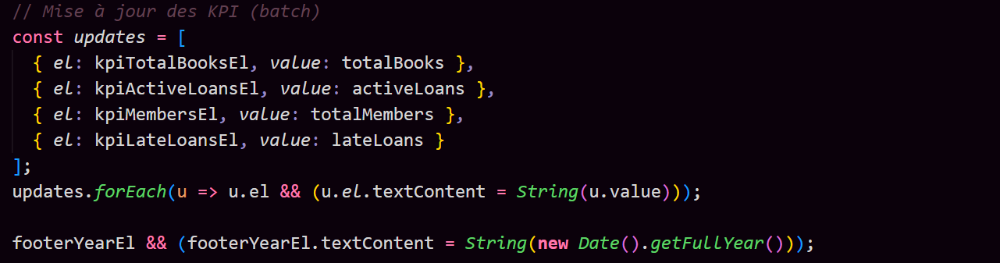 // Mise à jour des KPI (batch)
const updates = [
  { el: kpiTotalBooksEl, value: totalBooks },
  { el: kpiActiveLoansEl, value: activeLoans },
  { el: kpiMembersEl, value: totalMembers },
  { el: kpiLateLoansEl, value: lateLoans }
];
updates.forEach(u => u.el && (u.el.textContent = String(u.value)));

footerYearEl && (footerYearEl.textContent = String(new Date().getFullYear()));